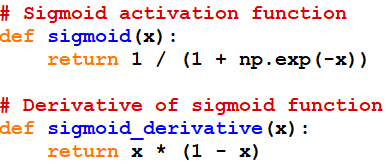 # Sigmoid activation function
def sigmoid(x):
    return 1 / (1 + np.exp(-x))

# Derivative of sigmoid function
def sigmoid_derivative(x):
    return x * (1 - x)